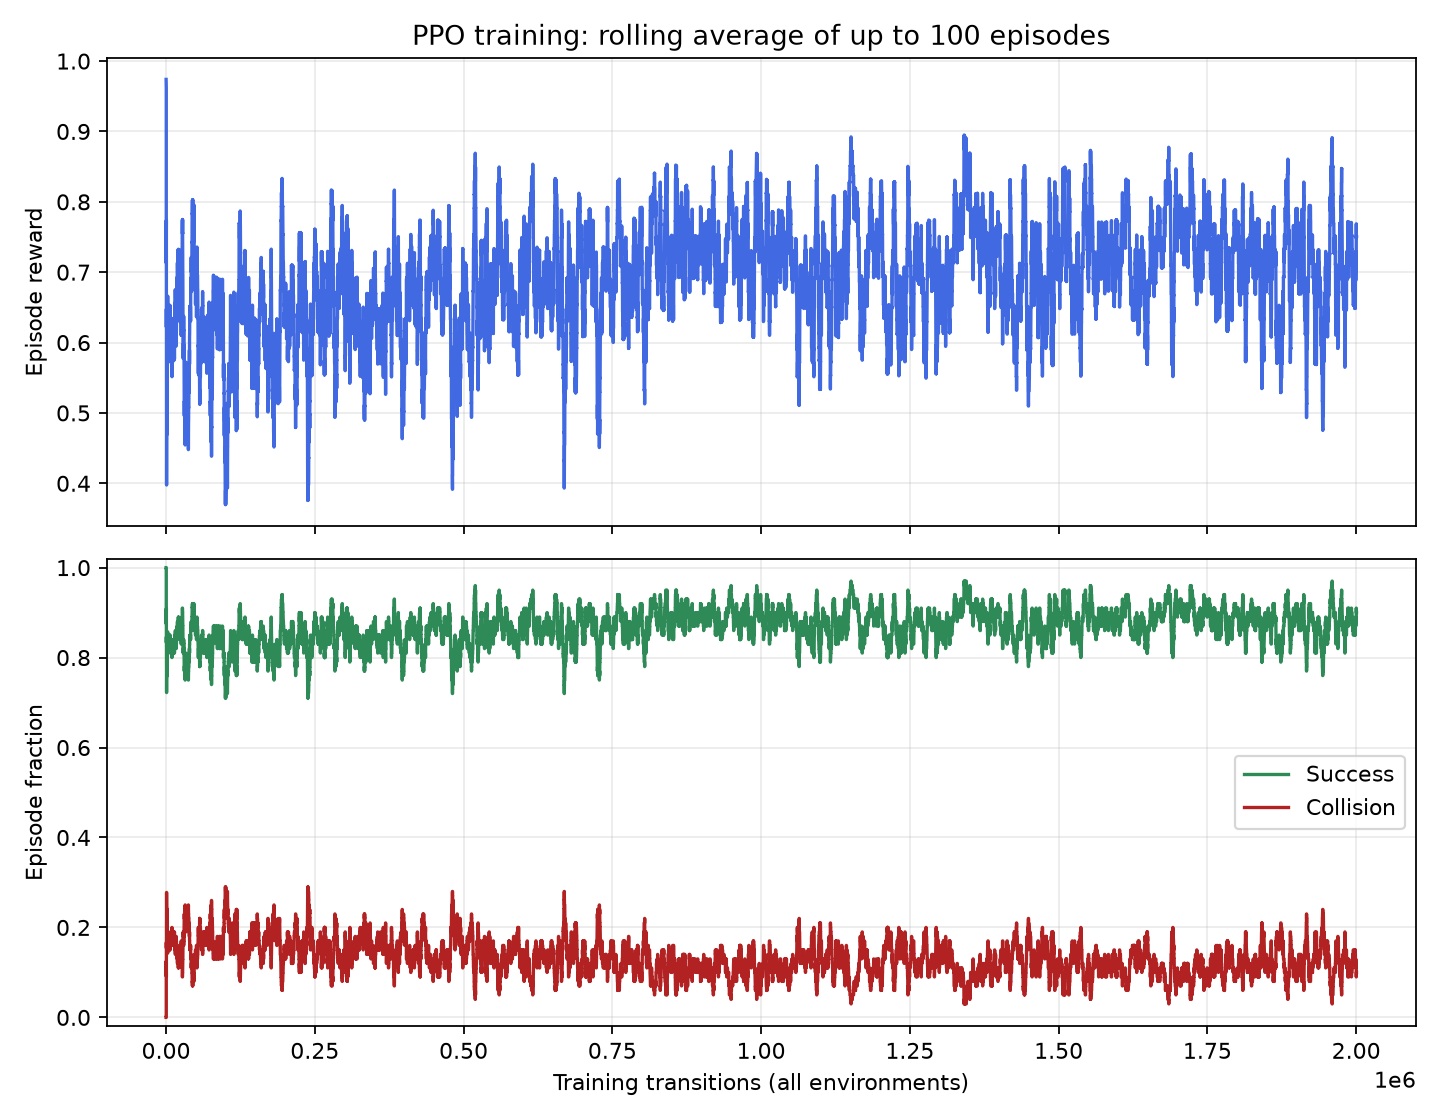 PPO training: rolling average of up to 100 episodes
1.0
0.9
0.8
0.7
0.6
0.5
0.4
Episode reward
1.0
0.8
0.6
0.4
0.2
0.0
Episode fraction
Success
Collision
0.00 0.25 0.50 0.75 1.00 1.25 1.50 1.75 2.00
1e6
Training transitions (all environments)